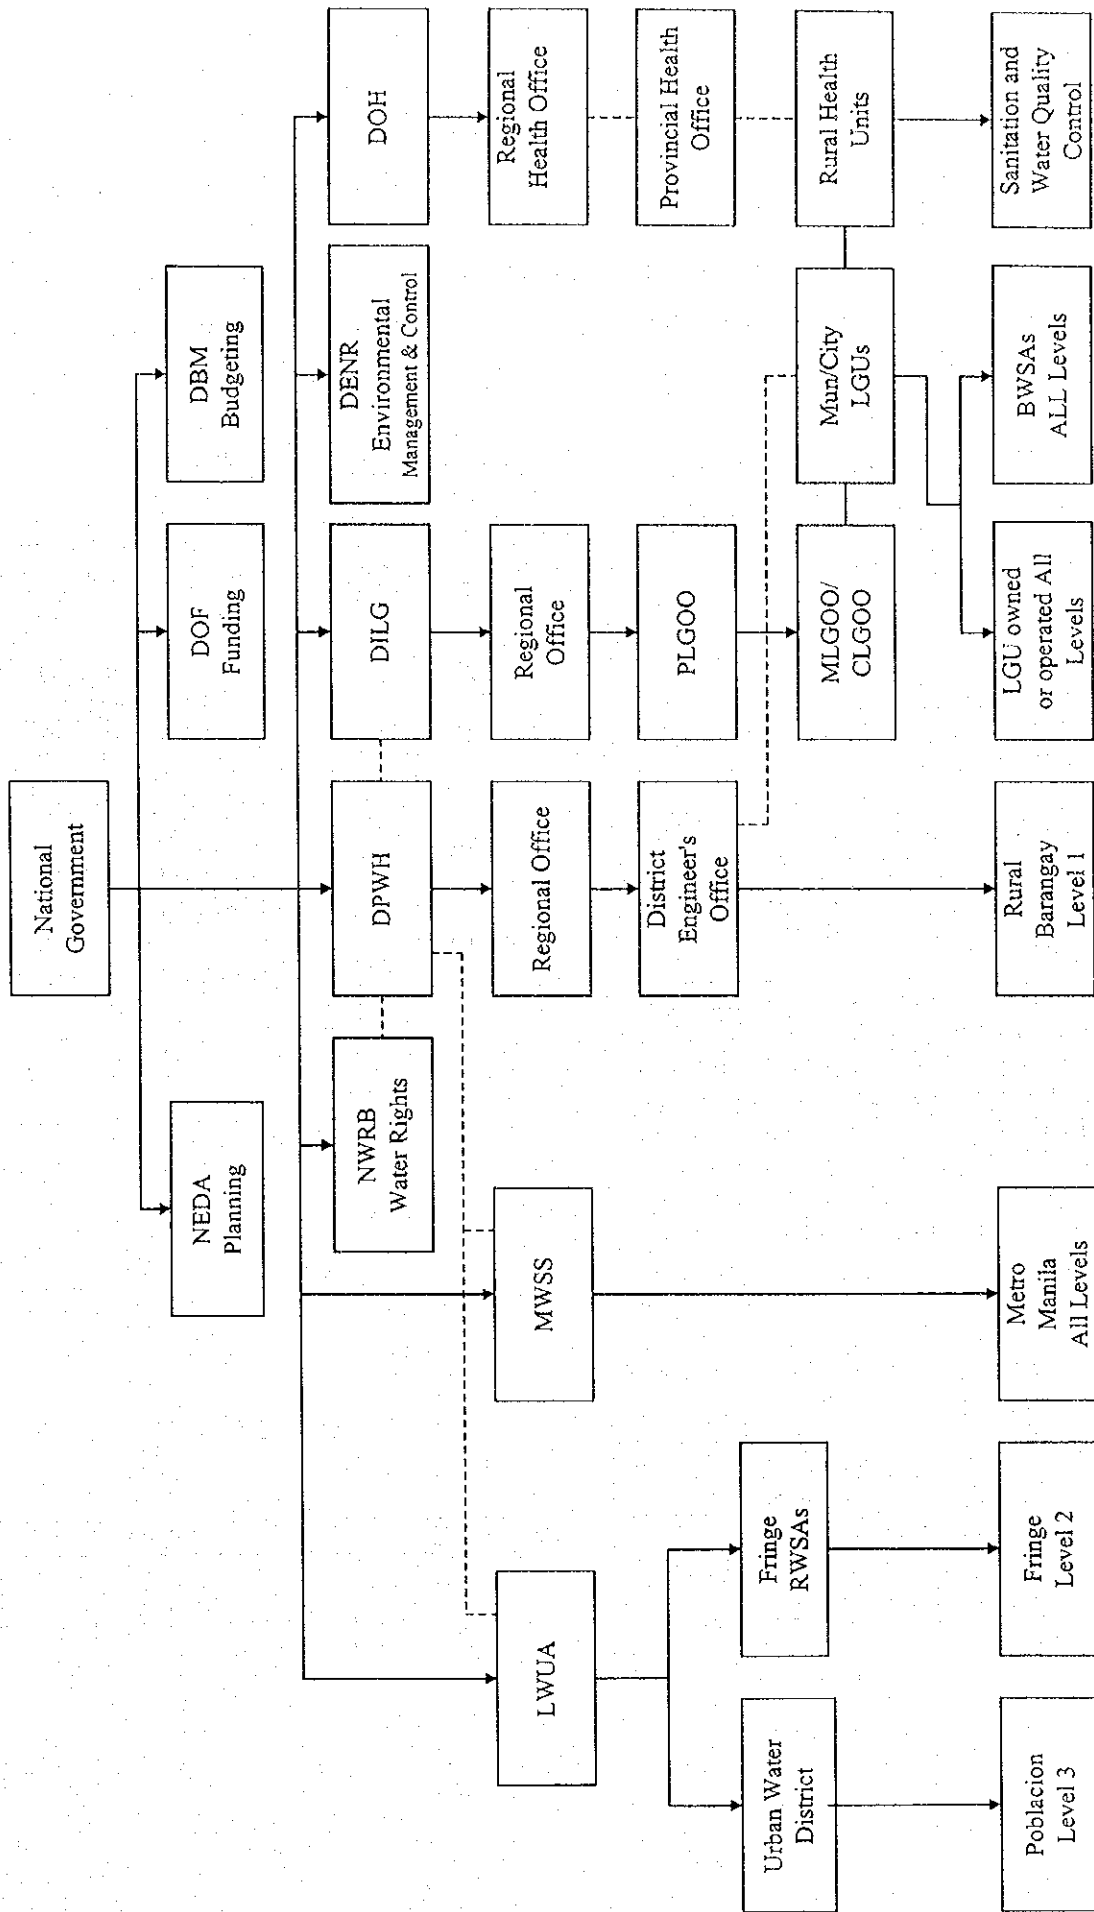 National
Government
NEDA
Planning
DOF
Funding
DBM
Budgeting
NWRB
Water Rights
DPWH
DILG
DENR
Environmental
Management & Control
DOH
LWUA
MWSS
Regional Office
Regional
Office
Regional
Health Office
Urban Water
District
Fringe
RWSAs
District
Engineer's
Office
PLGOO
Provincial Health
Office
MLGOO/
CLGOO
Mun/City
LGUs
Rural Health
Units
Poblacion
Level 3
Fringe
Level 2
Metro
Manila
All Levels
Rural
Barangay
Level 1
LGU owned
or operated All
Levels
BWSAs
ALL Levels
Sanitation and
Water Quality
Control